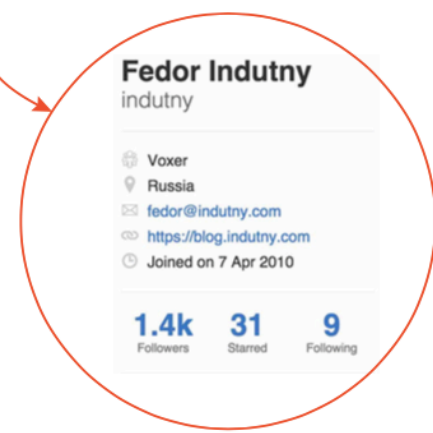 Fedor Indutny
indutny
Voxer
Russia
fedor@indutny.com
https://blog.indutny.com
Joined on 7 Apr 2010
1.4k 31 9
Followers Starred Following